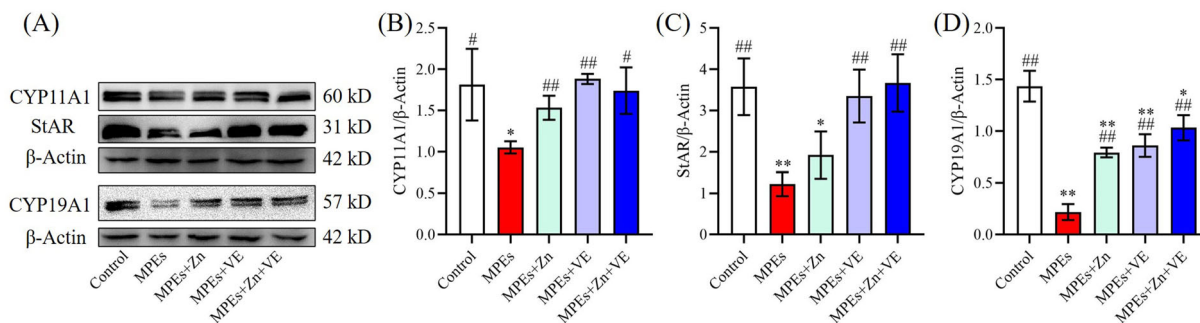 (A)
CYP11A1 60 kD
StAR 31 kD
β-Actin 42 kD
CYP19A1 57 kD
β-Actin 42 kD
Control MPEs MPEs+Zn MPEs+VE MPEs+Zn+VE
(B)
CYP11A1/β-Actin
2.5
2.0
1.5
1.0
0.5
0.0
# * ## ## #
Control MPEs MPEs+Zn MPEs+VE MPEs+Zn+VE
(C)
StAR/β-Actin
5
4
3
2
1
0
## ** * ## ##
Control MPEs MPEs+Zn MPEs+VE MPEs+Zn+VE
(D)
CYP19A1/β-Actin
2.0
1.5
1.0
0.5
0.0
## ** ** ** *
## ## ##
Control MPEs MPEs+Zn MPEs+VE MPEs+Zn+VE